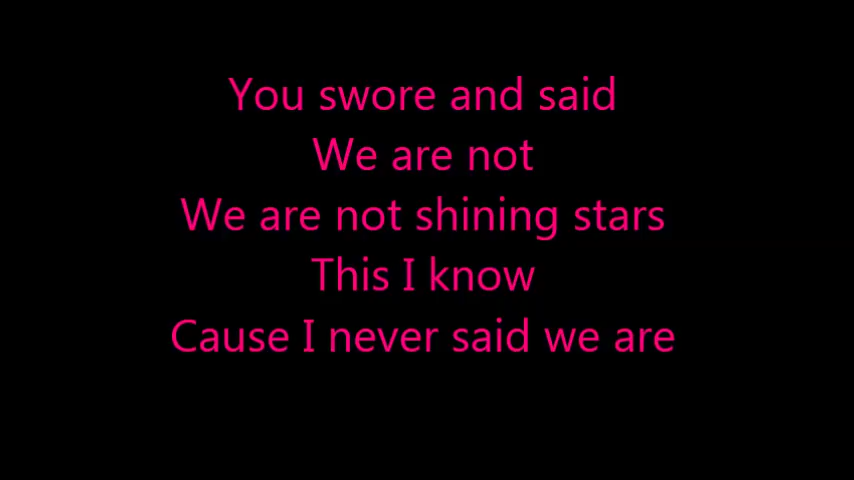 You swore and said
We are not
We are not shining stars
This I know
Cause I never said we are